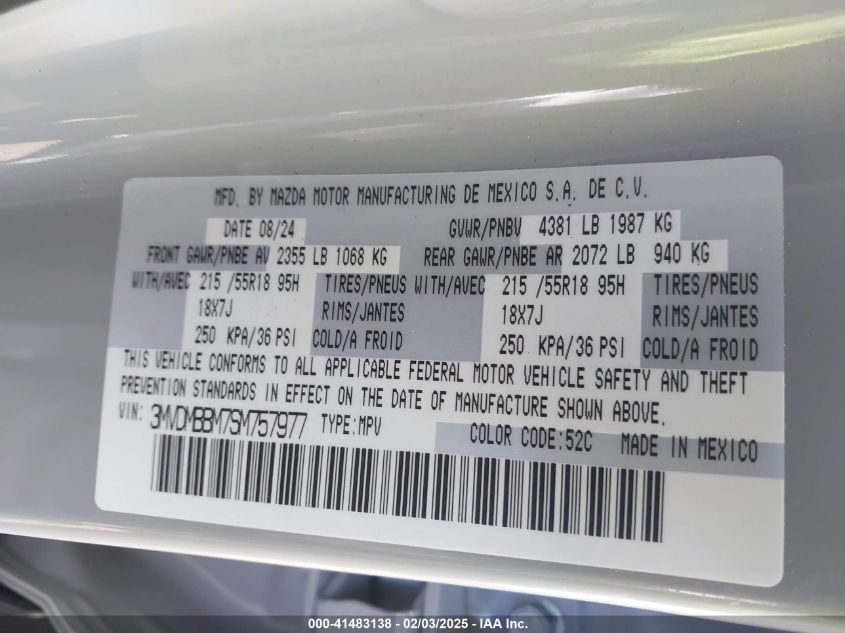 MFD. BY MAZDA MOTOR MANUFACTURING DE MEXICO S.A. DE C.V.
DATE 08/24 GVWR/PNBV 4381 LB 1987 KG
FRONT GAWR/PNBE AV 2355 LB 1068 KG REAR GAWR/PNBE AR 2072 LB 940 KG
WITH/AVEC 215 /55R18 95H TIRES/PNEUS WITH/AVEC 215 /55R18 95H TIRES/PNEUS
18X7J RIMS/JANTES 18X7J RIMS/JANTES
250 KPA/36 PSI COLD/A FROID 250 KPA/36 PSI COLD/A FROID
THIS VEHICLE CONFORMS TO ALL APPLICABLE FEDERAL MOTOR VEHICLE SAFETY AND THEFT
PREVENTION STANDARDS IN EFFECT ON THE DATE OF MANUFACTURE SHOWN ABOVE.
VIN: 3MVDMBBM7SM757977 TYPE:MPV
COLOR CODE:52C MADE IN MEXICO
000-41483138 - 02/03/2025 - IAA Inc.